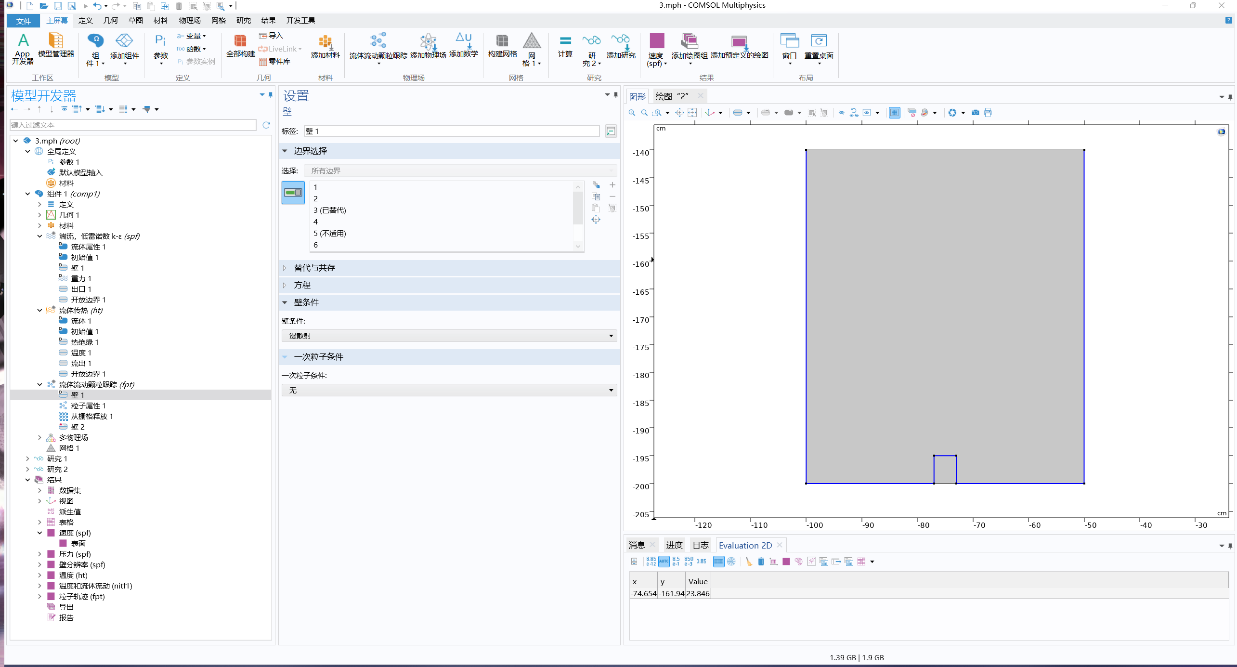 3.mph - COMSOL Multiphysics
文件 主屏幕 定义 几何 草图 材料 物理场 网格 研究 结果 开发工具
App 开发器
模型管理器
工作区
组件 1
添加组件
模型
参数
变量
函数
参数实例
定义
全部构建
导入
LiveLink
零件库
几何
添加材料
材料
流体流动颗粒跟踪
添加物理场
添加数学
物理场
构建网格
网格 1
网格
计算
研究 2
添加研究
研究
速度 (spf)
添加绘图组
添加预定义的绘图
结果
窗口
重置桌面
布局
模型开发器
键入过滤文本
3.mph (root)
全局定义
参数 1
默认模型输入
材料
组件 1 (comp1)
定义
几何 1
材料
湍流，低雷诺数 k-ε (spf)
流体属性 1
初始值 1
壁 1
重力 1
出口 1
开放边界 1
流体传热 (ht)
流体 1
初始值 1
热绝缘 1
温度 1
流出 1
开放边界 1
流体流动颗粒跟踪 (fpt)
壁 1
粒子属性 1
从栅格释放 1
壁 2
多物理场
网格 1
研究 1
研究 2
结果
数据集
视图
派生值
表格
速度 (spf)
表面
压力 (spf)
壁分辨率 (spf)
温度 (ht)
温度和流体流动 (nitf1)
粒子轨迹 (fpt)
导出
报告
设置
壁
标签: 壁 1
边界选择
选择: 所有边界
1
2
3 (已替代)
4
5 (不适用)
6
替代与共存
方程
壁条件
壁条件:
漫散射
一次粒子条件
一次粒子条件:
无
图形 绘图 "2"
cm
-140
-145
-150
-155
-160
-165
-170
-175
-180
-185
-190
-195
-200
-205
-120 -110 -100 -90 -80 -70 -60 -50 -40 -30
cm
消息 进度 日志 Evaluation 2D
x y Value
74.654 161.94 23.846
1.39 GB | 1.9 GB